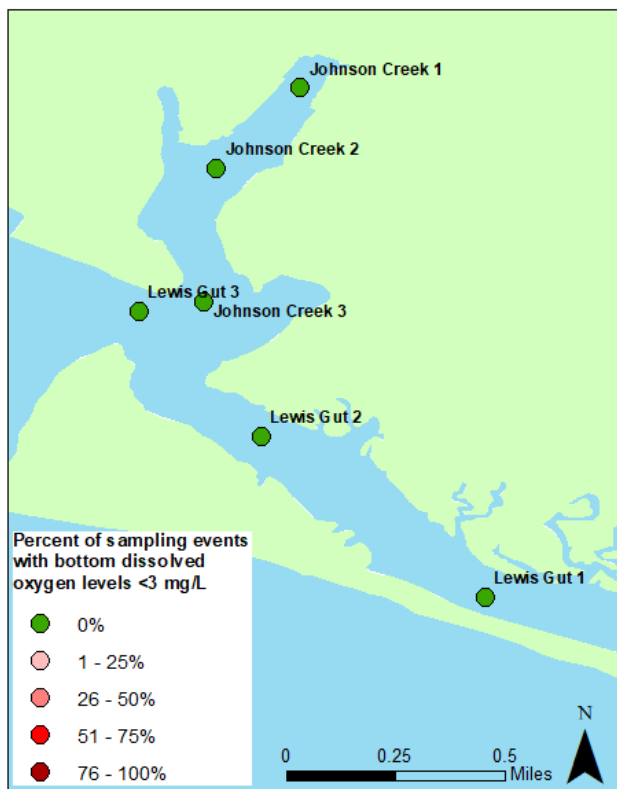 Johnson Creek 1
Johnson Creek 2
Lewis Gut 3
Johnson Creek 3
Lewis Gut 2
Lewis Gut 1
Percent of sampling events
with bottom dissolved
oxygen levels <3 mg/L
0%
1 - 25%
26 - 50%
51 - 75%
76 - 100%
N
0 0.25 0.5
Miles